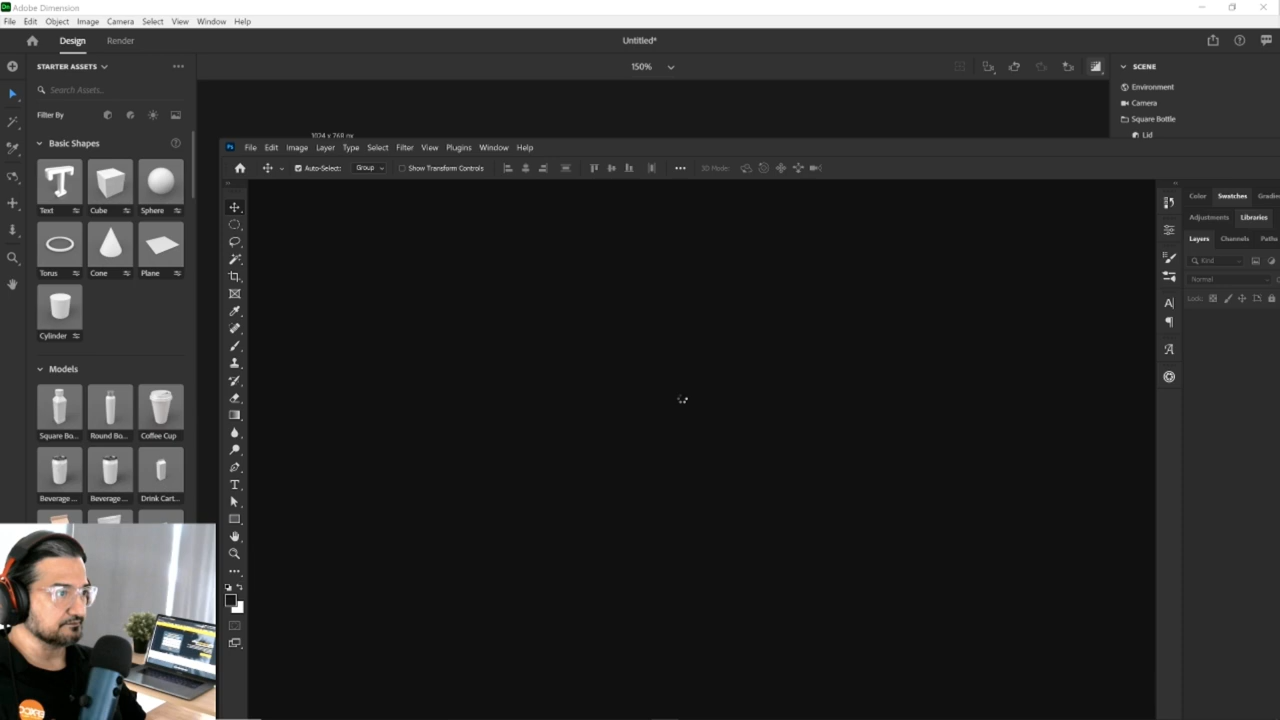 Dn Adobe Dimension
File Edit Object Image Camera Select View Window Help
Design Render Untitled*
STARTER ASSETS 150% SCENE
Search Assets...
Environment
Filter By
Camera
Square Bottle
Lid
1024 x 768 px
Basic Shapes
Ps File Edit Image Layer Type Select Filter View Plugins Window Help
Auto-Select: Group Show Transform Controls 3D Mode:
Text Cube Sphere
Color Swatches Gradin
Adjustments Libraries
Layers Channels Paths
Kind
Normal
Lock:
Torus Cone Plane
Cylinder
Models
Square Bo... Round Bo... Coffee Cup
Beverage ... Beverage ... Drink Cart...